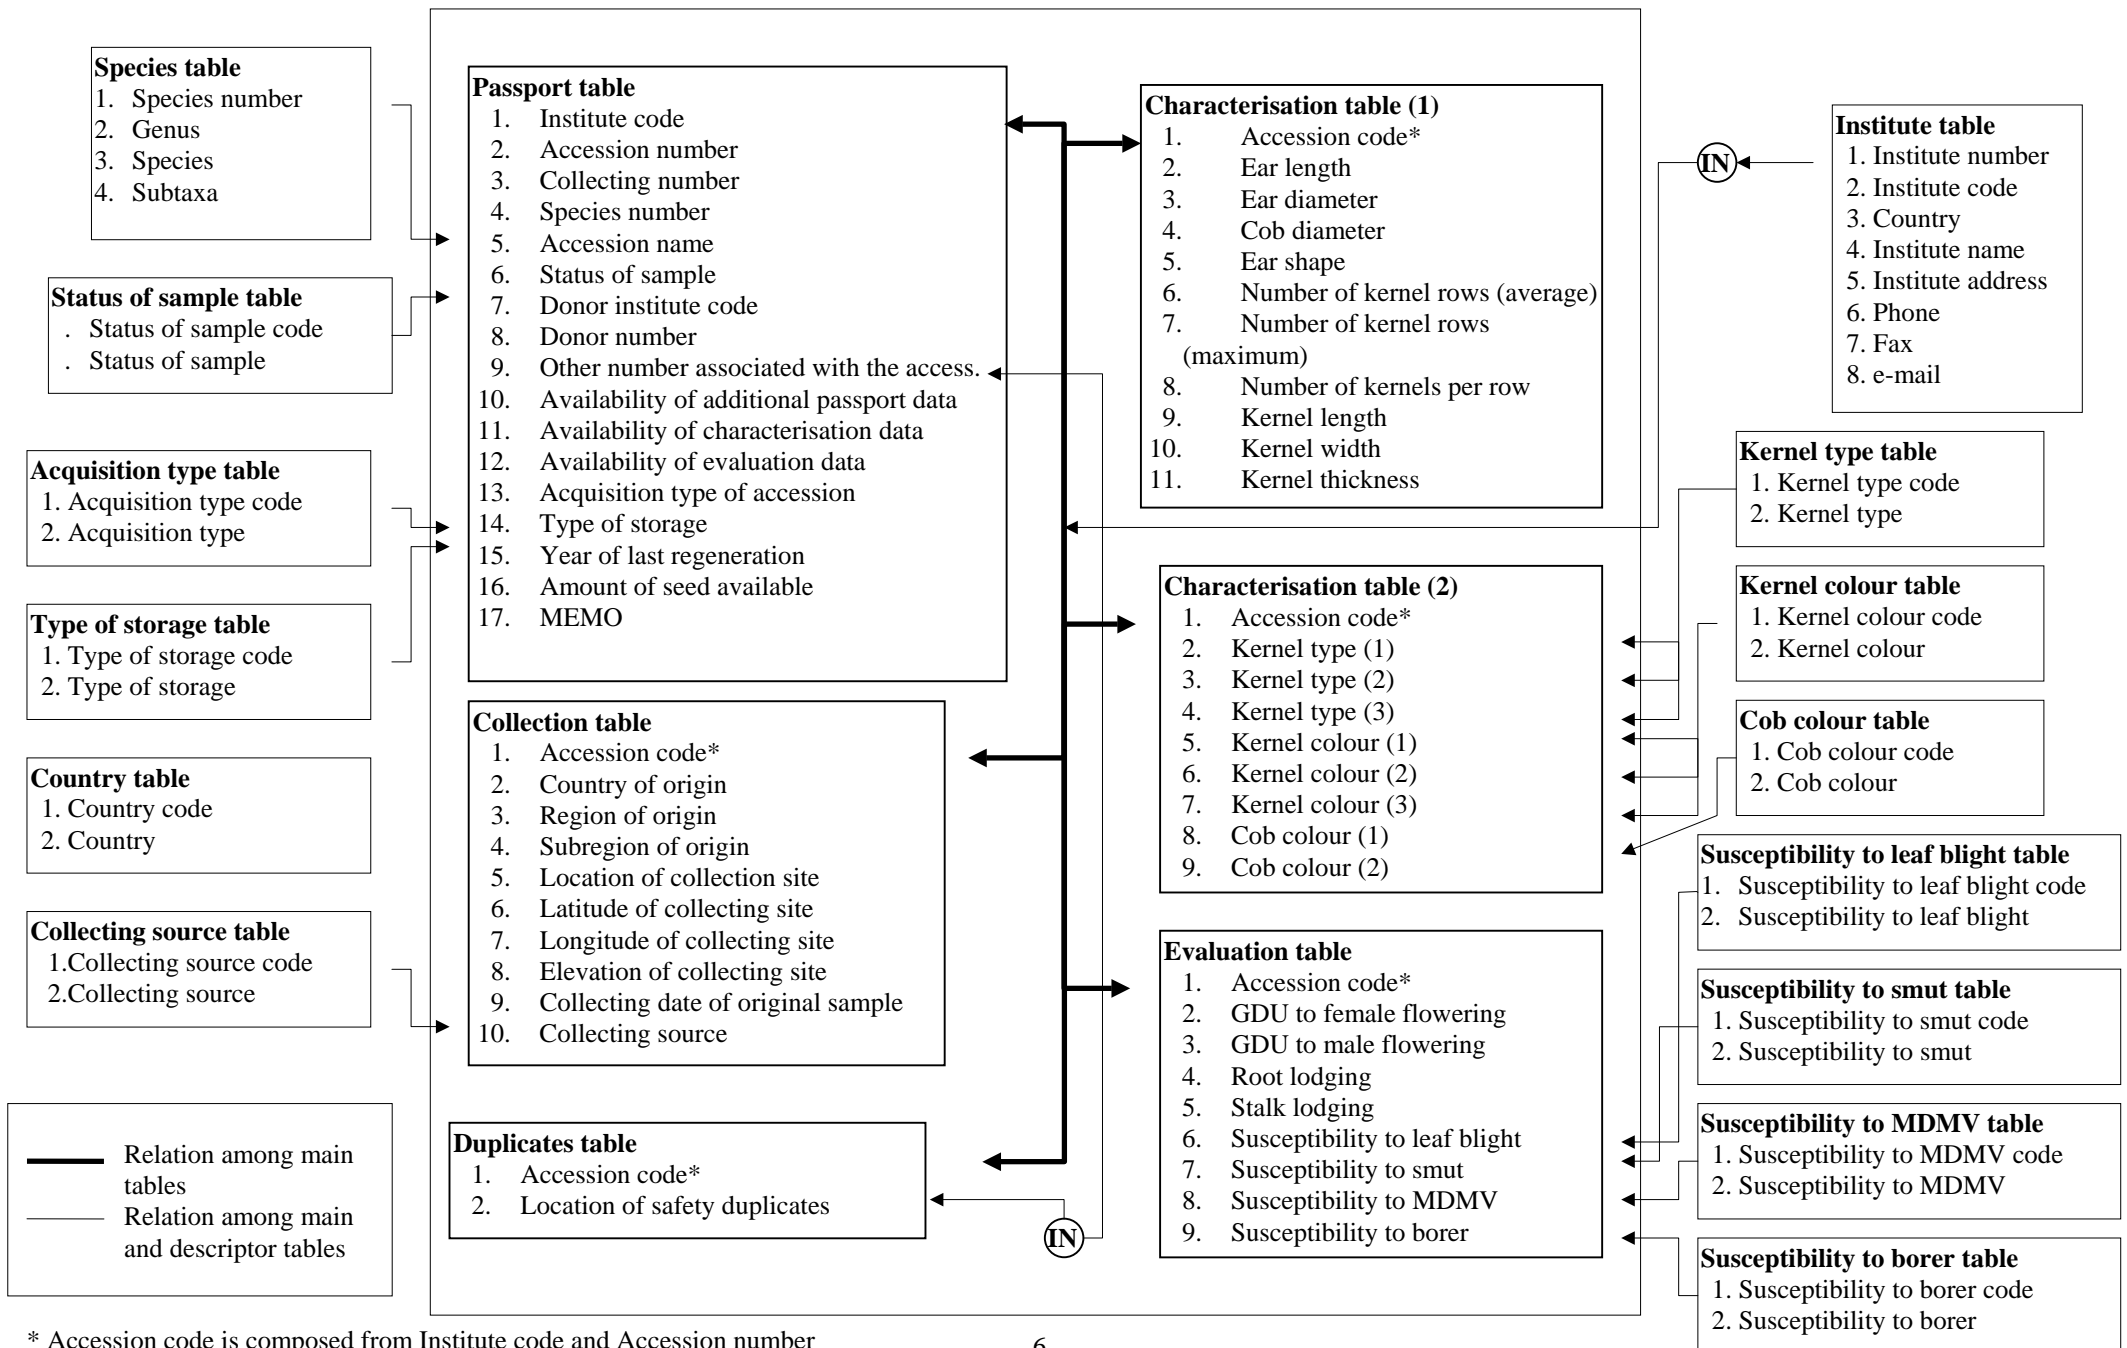 Species table
1. Species number
2. Genus
3. Species
4. Subtaxa
Status of sample table
. Status of sample code
. Status of sample
Acquisition type table
1. Acquisition type code
2. Acquisition type
Type of storage table
1. Type of storage code
2. Type of storage
Country table
1. Country code
2. Country
Collecting source table
1.Collecting source code
2.Collecting source
Relation among main
tables
Relation among main
and descriptor tables
Passport table
1. Institute code
2. Accession number
3. Collecting number
4. Species number
5. Accession name
6. Status of sample
7. Donor institute code
8. Donor number
9. Other number associated with the access.
10. Availability of additional passport data
11. Availability of characterisation data
12. Availability of evaluation data
13. Acquisition type of accession
14. Type of storage
15. Year of last regeneration
16. Amount of seed available
17. MEMO
Collection table
1. Accession code*
2. Country of origin
3. Region of origin
4. Subregion of origin
5. Location of collection site
6. Latitude of collecting site
7. Longitude of collecting site
8. Elevation of collecting site
9. Collecting date of original sample
10. Collecting source
Duplicates table
1. Accession code*
2. Location of safety duplicates
IN
Characterisation table (1)
1. Accession code*
2. Ear length
3. Ear diameter
4. Cob diameter
5. Ear shape
6. Number of kernel rows (average)
7. Number of kernel rows
(maximum)
8. Number of kernels per row
9. Kernel length
10. Kernel width
11. Kernel thickness
Characterisation table (2)
1. Accession code*
2. Kernel type (1)
3. Kernel type (2)
4. Kernel type (3)
5. Kernel colour (1)
6. Kernel colour (2)
7. Kernel colour (3)
8. Cob colour (1)
9. Cob colour (2)
Evaluation table
1. Accession code*
2. GDU to female flowering
3. GDU to male flowering
4. Root lodging
5. Stalk lodging
6. Susceptibility to leaf blight
7. Susceptibility to smut
8. Susceptibility to MDMV
9. Susceptibility to borer
IN
Institute table
1. Institute number
2. Institute code
3. Country
4. Institute name
5. Institute address
6. Phone
7. Fax
8. e-mail
Kernel type table
1. Kernel type code
2. Kernel type
Kernel colour table
1. Kernel colour code
2. Kernel colour
Cob colour table
1. Cob colour code
2. Cob colour
Susceptibility to leaf blight table
1. Susceptibility to leaf blight code
2. Susceptibility to leaf blight
Susceptibility to smut table
1. Susceptibility to smut code
2. Susceptibility to smut
Susceptibility to MDMV table
1. Susceptibility to MDMV code
2. Susceptibility to MDMV
Susceptibility to borer table
1. Susceptibility to borer code
2. Susceptibility to borer
* Accession code is composed from Institute code and Accession number
6